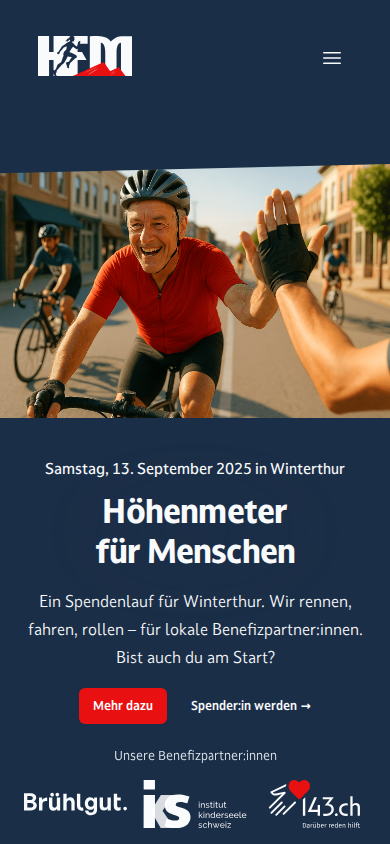 HFM
Samstag, 13. September 2025 in Winterthur
Höhenmeter
für Menschen
Ein Spendenlauf für Winterthur. Wir rennen,
fahren, rollen – für lokale Benefizpartner:innen.
Bist auch du am Start?
Mehr dazu
Spender:in werden →
Unsere Benefizpartner:innen
Brühlgut.
iks
institut
kinderseele
schweiz
143.ch
Darüber reden hilft